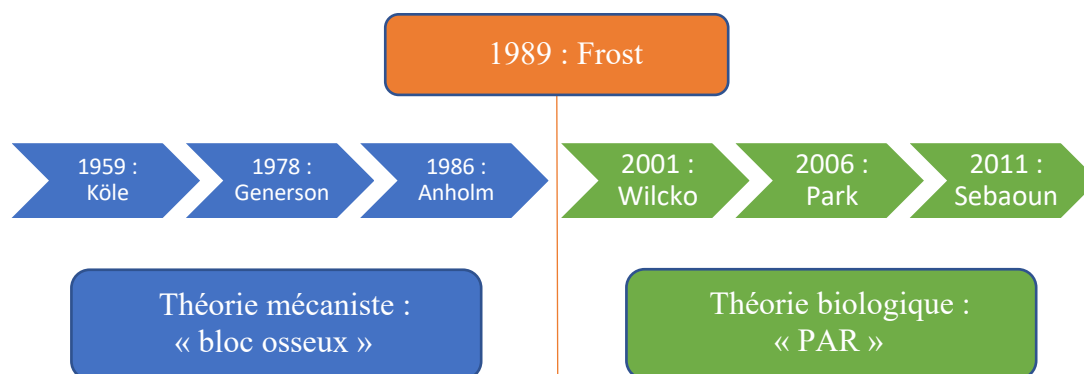 1989 : Frost
1959 :
Köle
1978 :
Generson
1986 :
Anholm
2001 :
Wilcko
2006 :
Park
2011 :
Sebaoun
Théorie mécaniste :
« bloc osseux »
Théorie biologique :
« PAR »